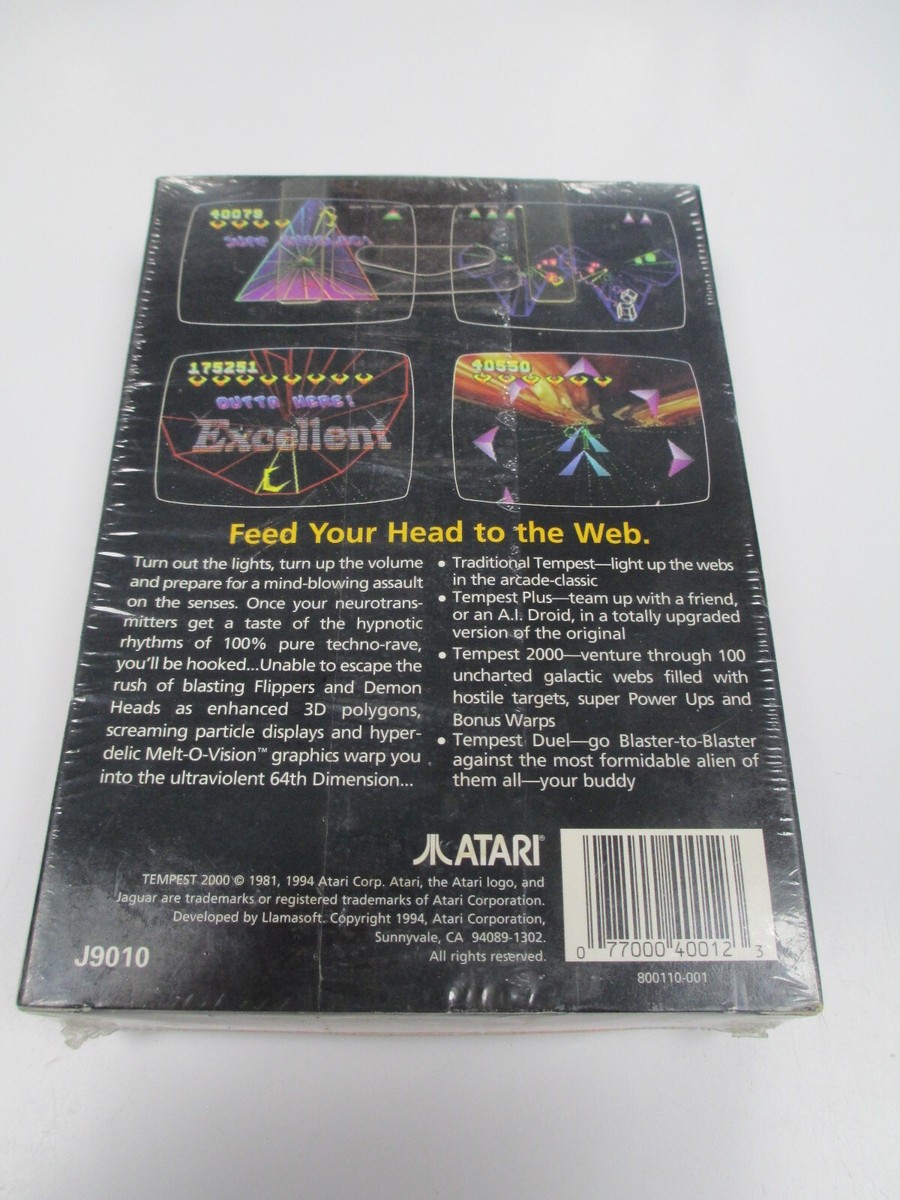 40079
175251
OUTTA HERE!
Excellent
40550
Feed Your Head to the Web.
Turn out the lights, turn up the volume
and prepare for a mind-blowing assault
on the senses. Once your neurotrans-
mitters get a taste of the hypnotic
rhythms of 100% pure techno-rave,
you'll be hooked...Unable to escape the
rush of blasting Flippers and Demon
Heads as enhanced 3D polygons,
screaming particle displays and hyper-
delic Melt-O-Vision™ graphics warp you
into the ultraviolent 64th Dimension...
• Traditional Tempest—light up the webs
in the arcade-classic
• Tempest Plus—team up with a friend,
or an A.I. Droid, in a totally upgraded
version of the original
• Tempest 2000—venture through 100
uncharted galactic webs filled with
hostile targets, super Power Ups and
Bonus Warps
• Tempest Duel—go Blaster-to-Blaster
against the most formidable alien of
them all—your buddy
ATARI®
TEMPEST 2000 © 1981, 1994 Atari Corp. Atari, the Atari logo, and
Jaguar are trademarks or registered trademarks of Atari Corporation.
Developed by Llamasoft. Copyright 1994, Atari Corporation,
Sunnyvale, CA 94089-1302.
All rights reserved.
J9010
0 77000 40012 3
800110-001